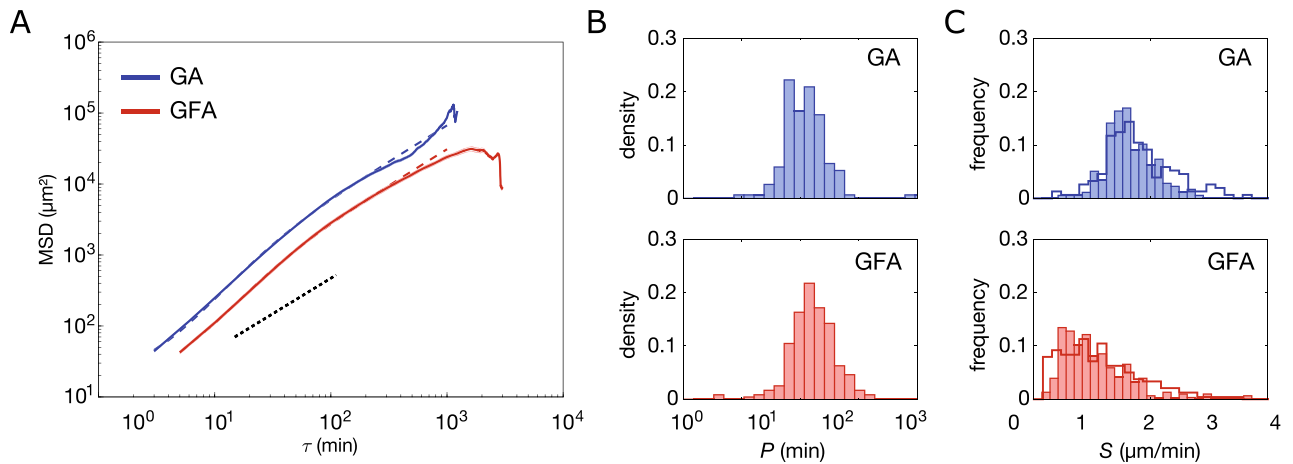 A
10⁶
10⁵
10⁴
10³
10²
10¹
MSD (µm²)
GA
GFA
10⁰ 10¹ 10² 10³ 10⁴
τ (min)
B
0.3
0.2
0.1
0
density
GA
0.3
0.2
0.1
0
density
GFA
10⁰ 10¹ 10² 10³
P (min)
C
0.3
0.2
0.1
0
frequency
GA
0.3
0.2
0.1
0
frequency
GFA
0 1 2 3 4
S (µm/min)